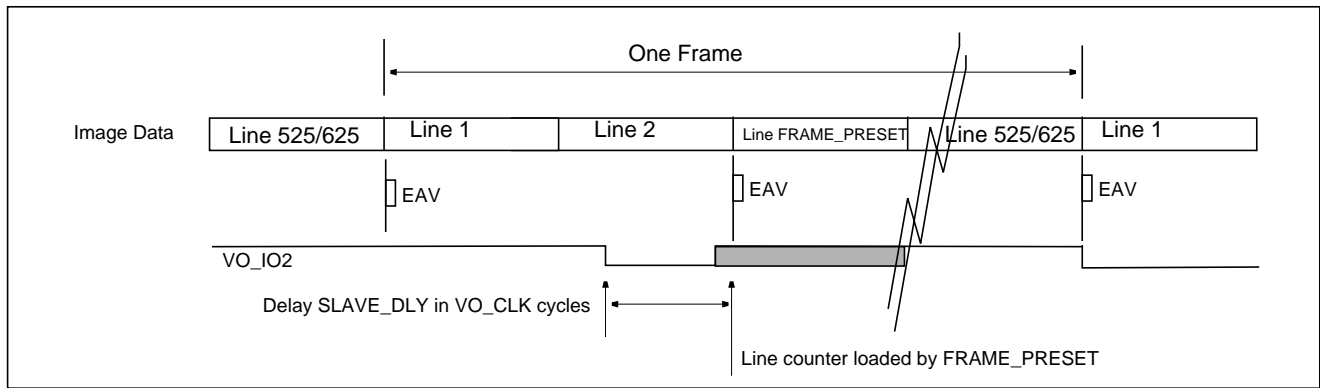 One Frame
Image Data
Line 525/625
Line 1
Line 2
Line FRAME_PRESET
Line 525/625
Line 1
EAV
EAV
EAV
VO_IO2
Delay SLAVE_DLY in VO_CLK cycles
Line counter loaded by FRAME_PRESET